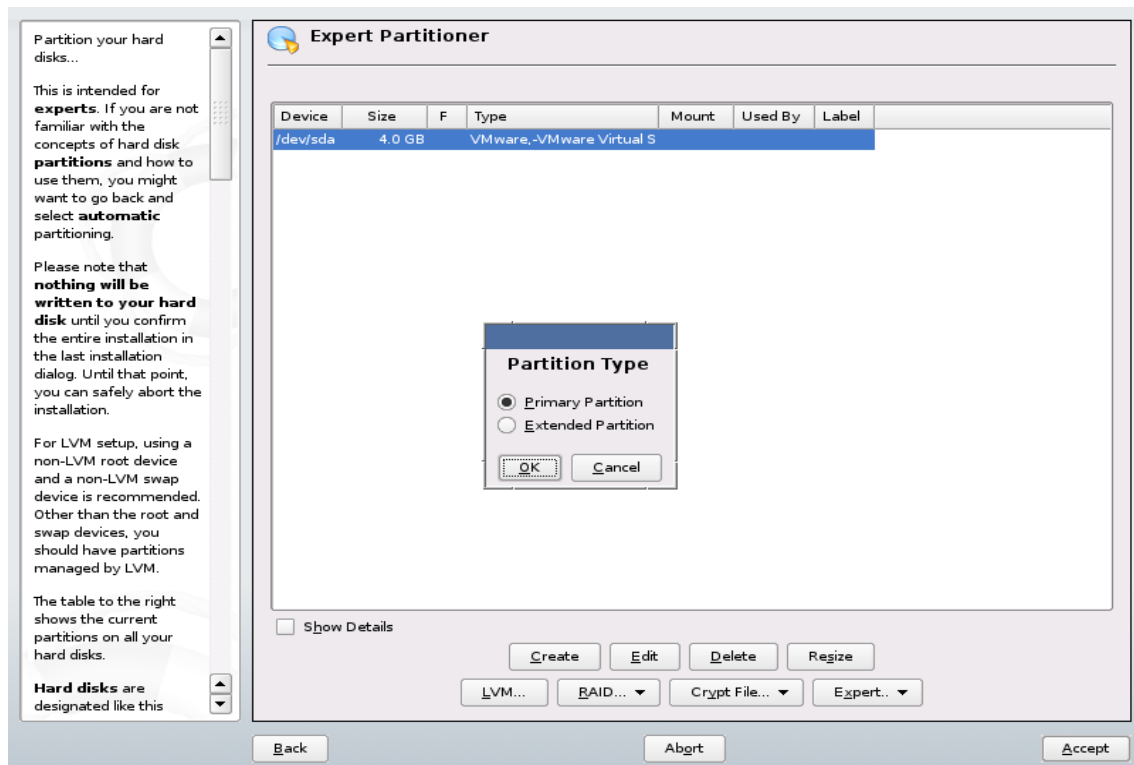 Partition your hard
disks...
This is intended for
experts. If you are not
familiar with the
concepts of hard disk
partitions and how to
use them, you might
want to go back and
select automatic
partitioning.
Please note that
nothing will be
written to your hard
disk until you confirm
the entire installation in
the last installation
dialog. Until that point,
you can safely abort the
installation.
For LVM setup, using a
non-LVM root device
and a non-LVM swap
device is recommended.
Other than the root and
swap devices, you
should have partitions
managed by LVM.
The table to the right
shows the current
partitions on all your
hard disks.
Hard disks are
designated like this
Expert Partitioner
Device Size F Type Mount Used By Label
/dev/sda 4.0 GB VMware,-VMware Virtual S
Partition Type
Primary Partition
Extended Partition
OK Cancel
Show Details
Create Edit Delete Resize
LVM... RAID... Crypt File... Expert..
Back Abort Accept